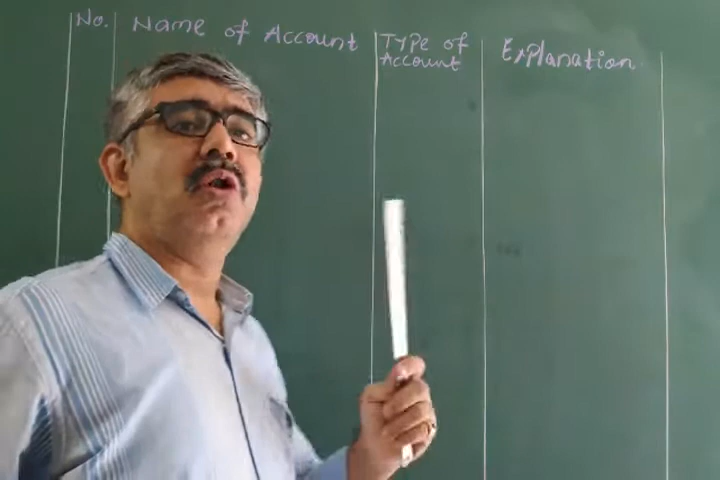 No.
Name of Account
Type of
Account
Explanation